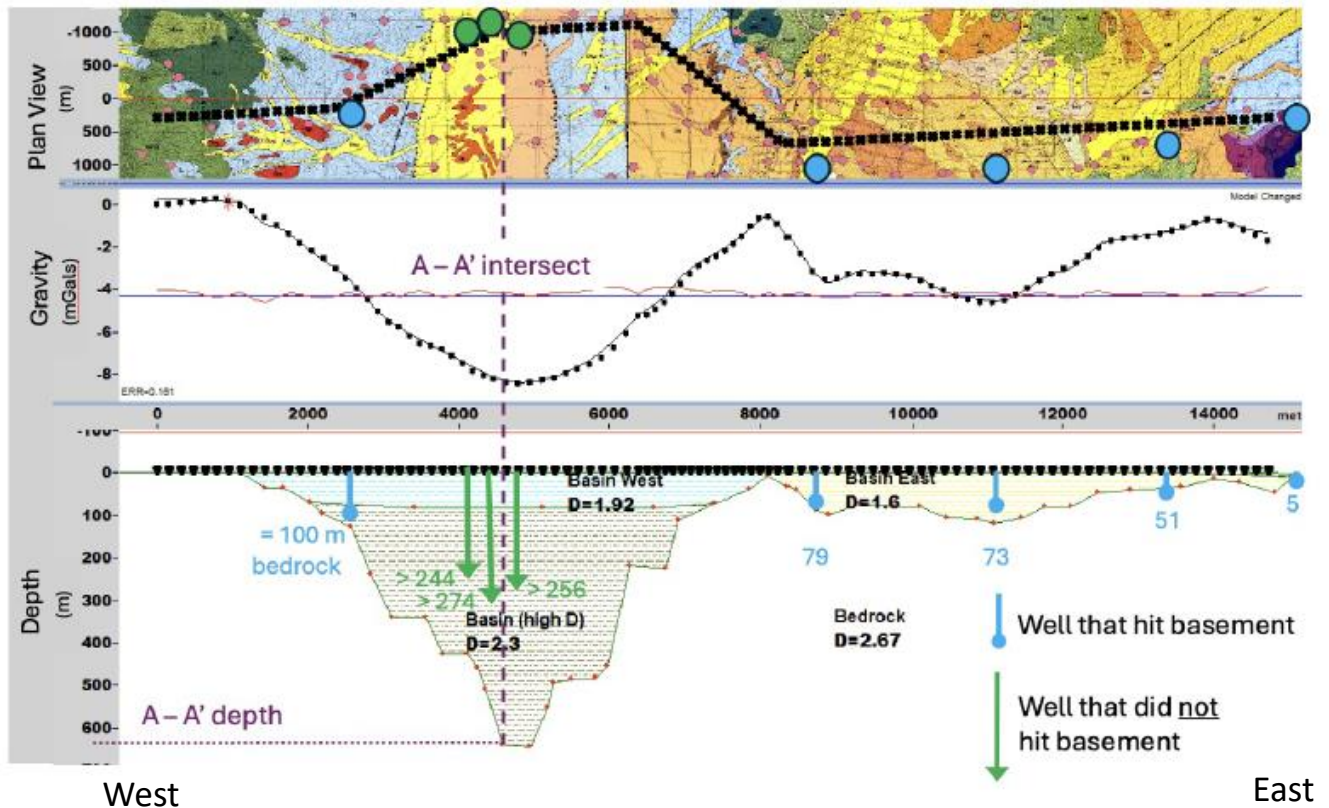 Plan View
(m)
-1000
500
0
500
1000
Model Changed
Gravity
(mGals)
0
-2
-4
-6
-8
A – A' intersect
ERR=0.161
0 2000 4000 6000 8000 10000 12000 14000 met
Depth
(m)
-100
0
100
200
300
400
500
600
Basin West
D=1.92
Basin East
D=1.6
= 100 m
bedrock
> 244
> 274
> 256
79
73
51
5
Basin (high D)
D=2.3
Bedrock
D=2.67
Well that hit basement
Well that did not
hit basement
A – A' depth
West
East